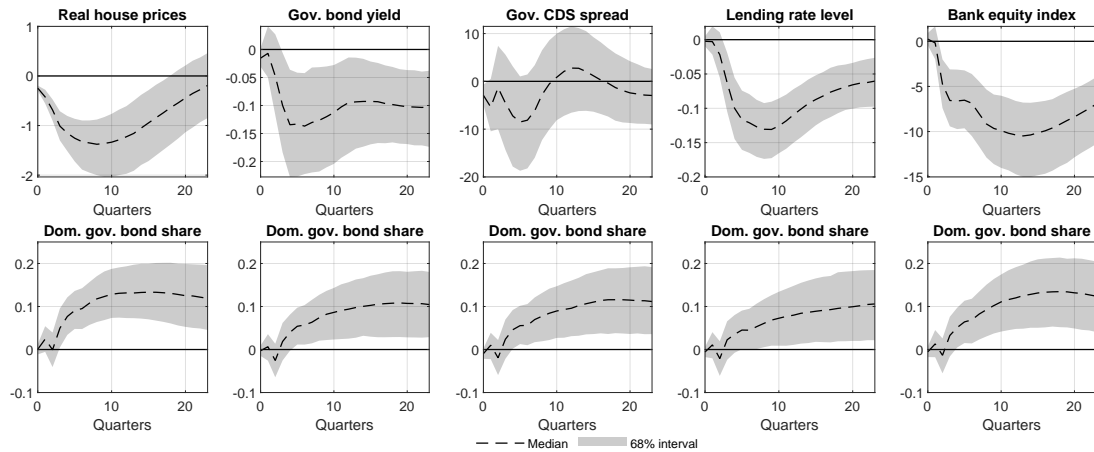 Real house prices
Gov. bond yield
Gov. CDS spread
Lending rate level
Bank equity index
1
0
-1
-2
0 10 20
Quarters
0
-0.05
-0.1
-0.15
-0.2
0 10 20
Quarters
10
0
-10
-20
0 10 20
Quarters
0
-0.05
-0.1
-0.15
-0.2
0 10 20
Quarters
0
-5
-10
-15
0 10 20
Quarters
Dom. gov. bond share
Dom. gov. bond share
Dom. gov. bond share
Dom. gov. bond share
Dom. gov. bond share
0.2
0.1
0
-0.1
0 10 20
Quarters
0.2
0.1
0
-0.1
0 10 20
Quarters
0.2
0.1
0
-0.1
0 10 20
Quarters
0.2
0.1
0
-0.1
0 10 20
Quarters
0.2
0.1
0
-0.1
0 10 20
Quarters
Median 68% interval